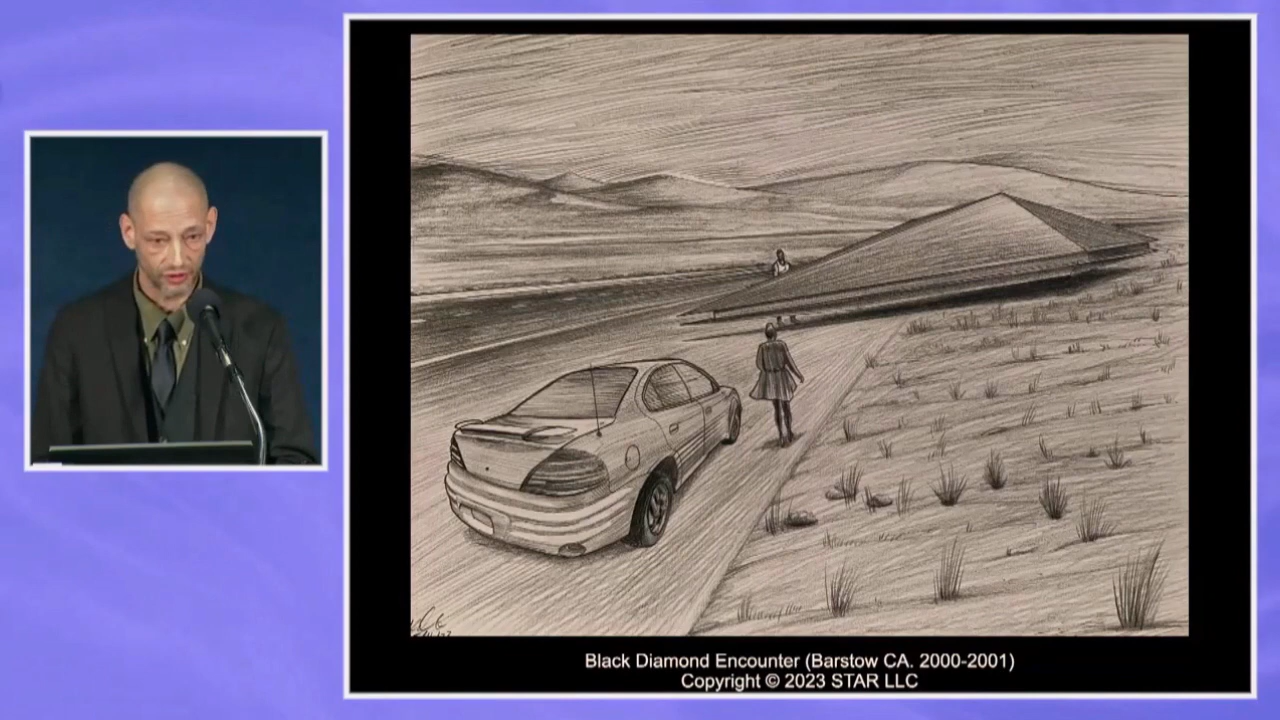 Black Diamond Encounter (Barstow CA. 2000-2001)
Copyright © 2023 STAR LLC